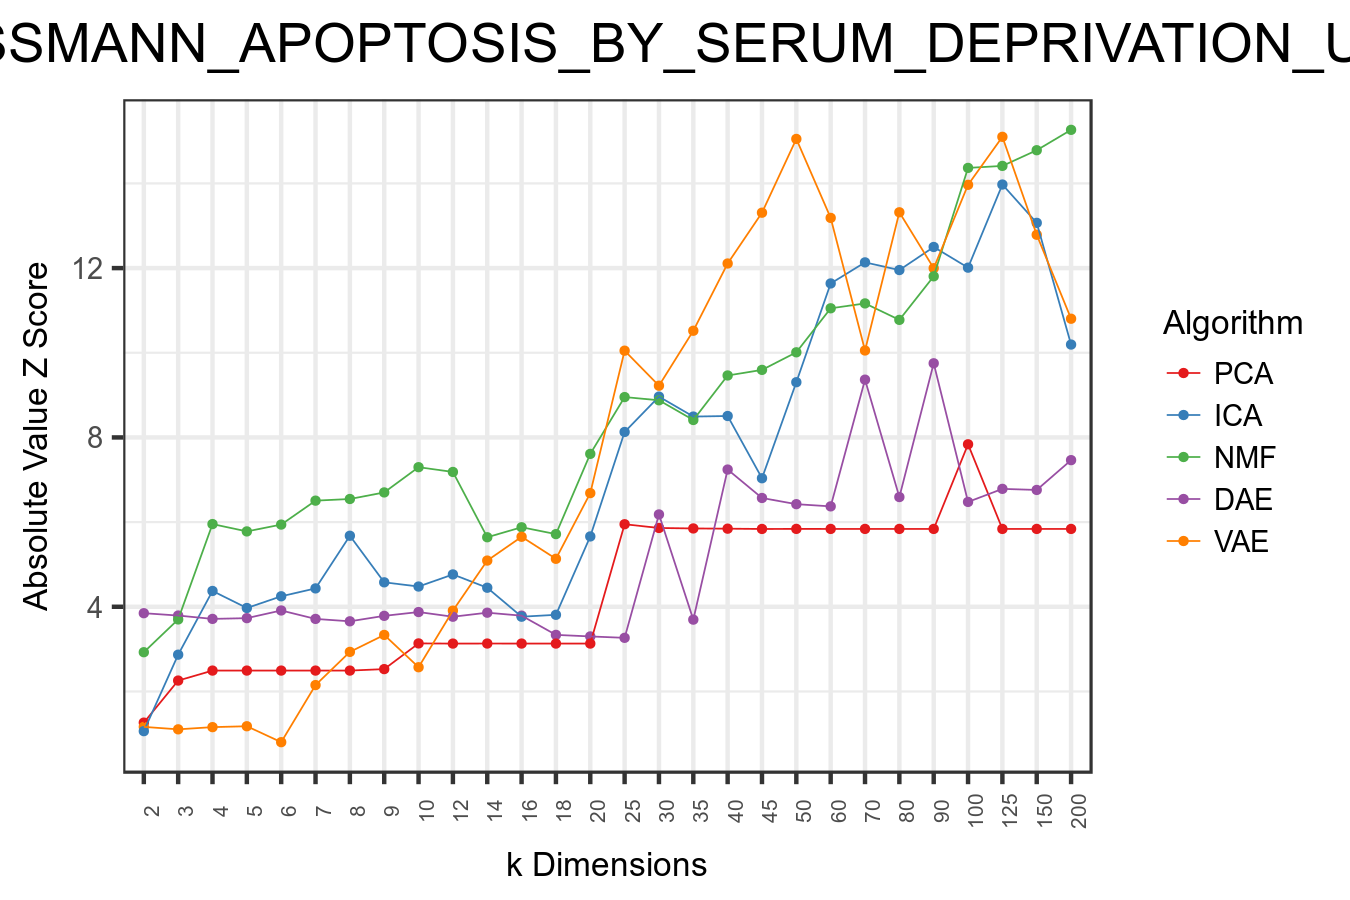 SSMANN_APOPTOSIS_BY_SERUM_DEPRIVATION_U
Absolute Value Z Score
12
8
4
2 3 4 5 6 7 8 9 10 12 14 16 18 20 25 30 35 40 45 50 60 70 80 90 100 125 150 200
k Dimensions
Algorithm
PCA
ICA
NMF
DAE
VAE